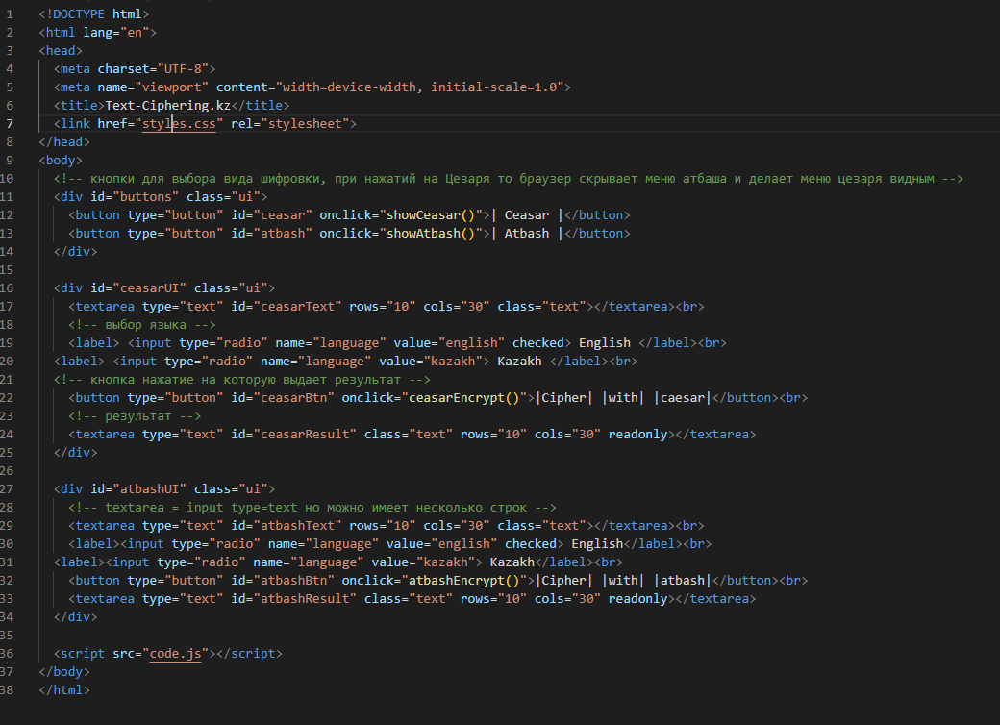 1 <!DOCTYPE html>
2 <html lang="en">
3 <head>
4 <meta charset="UTF-8">
5 <meta name="viewport" content="width=device-width, initial-scale=1.0">
6 <title>Text-Ciphering.kz</title>
7 <link href="styles.css" rel="stylesheet">
8 </head>
9 <body>
10 <!-- кнопки для выбора вида шифровки, при нажатий на Цезаря то браузер скрывает меню атбаша и делает меню цезаря видным -->
11 <div id="buttons" class="ui">
12 <button type="button" id="ceasar" onclick="showCeasar()">| Ceasar |</button>
13 <button type="button" id="atbash" onclick="showAtbash()">| Atbash |</button>
14 </div>
15
16 <div id="ceasarUI" class="ui">
17 <textarea type="text" id="ceasarText" rows="10" cols="30" class="text"></textarea><br>
18 <!-- выбор языка -->
19 <label> <input type="radio" name="language" value="english" checked> English </label><br>
20 <label> <input type="radio" name="language" value="kazakh"> Kazakh </label><br>
21 <!-- кнопка нажатие на которую выдает результат -->
22 <button type="button" id="ceasarBtn" onclick="ceasarEncrypt()">|Cipher| |with| |caesar|</button><br>
23 <!-- результат -->
24 <textarea type="text" id="ceasarResult" class="text" rows="10" cols="30" readonly></textarea>
25 </div>
26
27 <div id="atbashUI" class="ui">
28 <!-- textarea = input type=text но можно имеет несколько строк -->
29 <textarea type="text" id="atbashText" rows="10" cols="30" class="text"></textarea><br>
30 <label><input type="radio" name="language" value="english" checked> English</label><br>
31 <label><input type="radio" name="language" value="kazakh"> Kazakh</label><br>
32 <button type="button" id="atbashBtn" onclick="atbashEncrypt()">|Cipher| |with| |atbash|</button><br>
33 <textarea type="text" id="atbashResult" class="text" rows="10" cols="30" readonly></textarea>
34 </div>
35
36 <script src="code.js"></script>
37 </body>
38 </html>